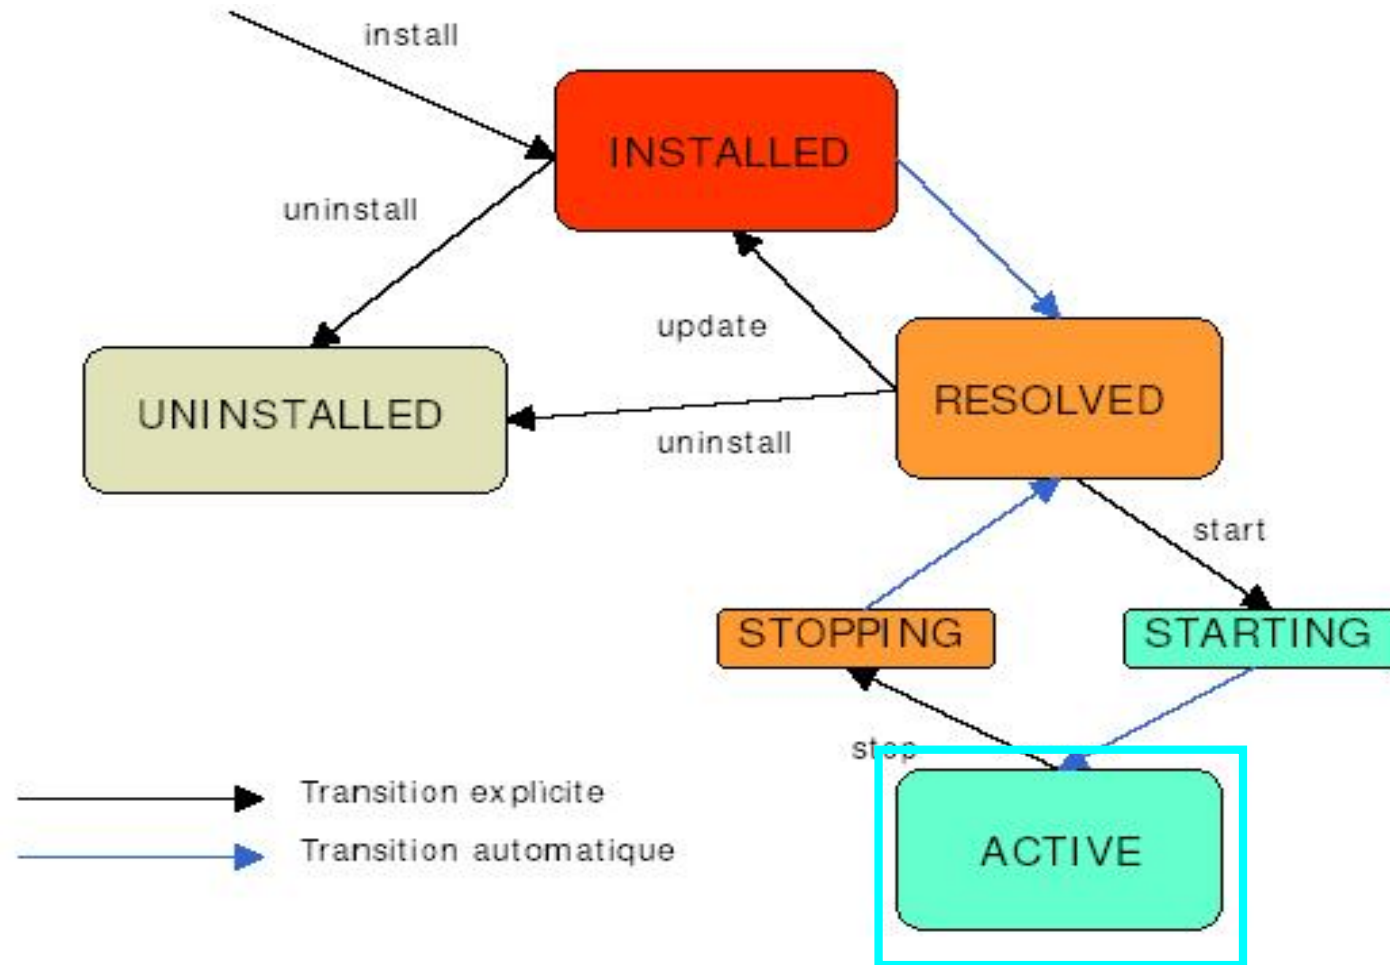 install
INSTALLED
uninstall
update
UNINSTALLED
RESOLVED
uninstall
start
STOPPING
STARTING
stop
Transition explicite
Transition automatique
ACTIVE